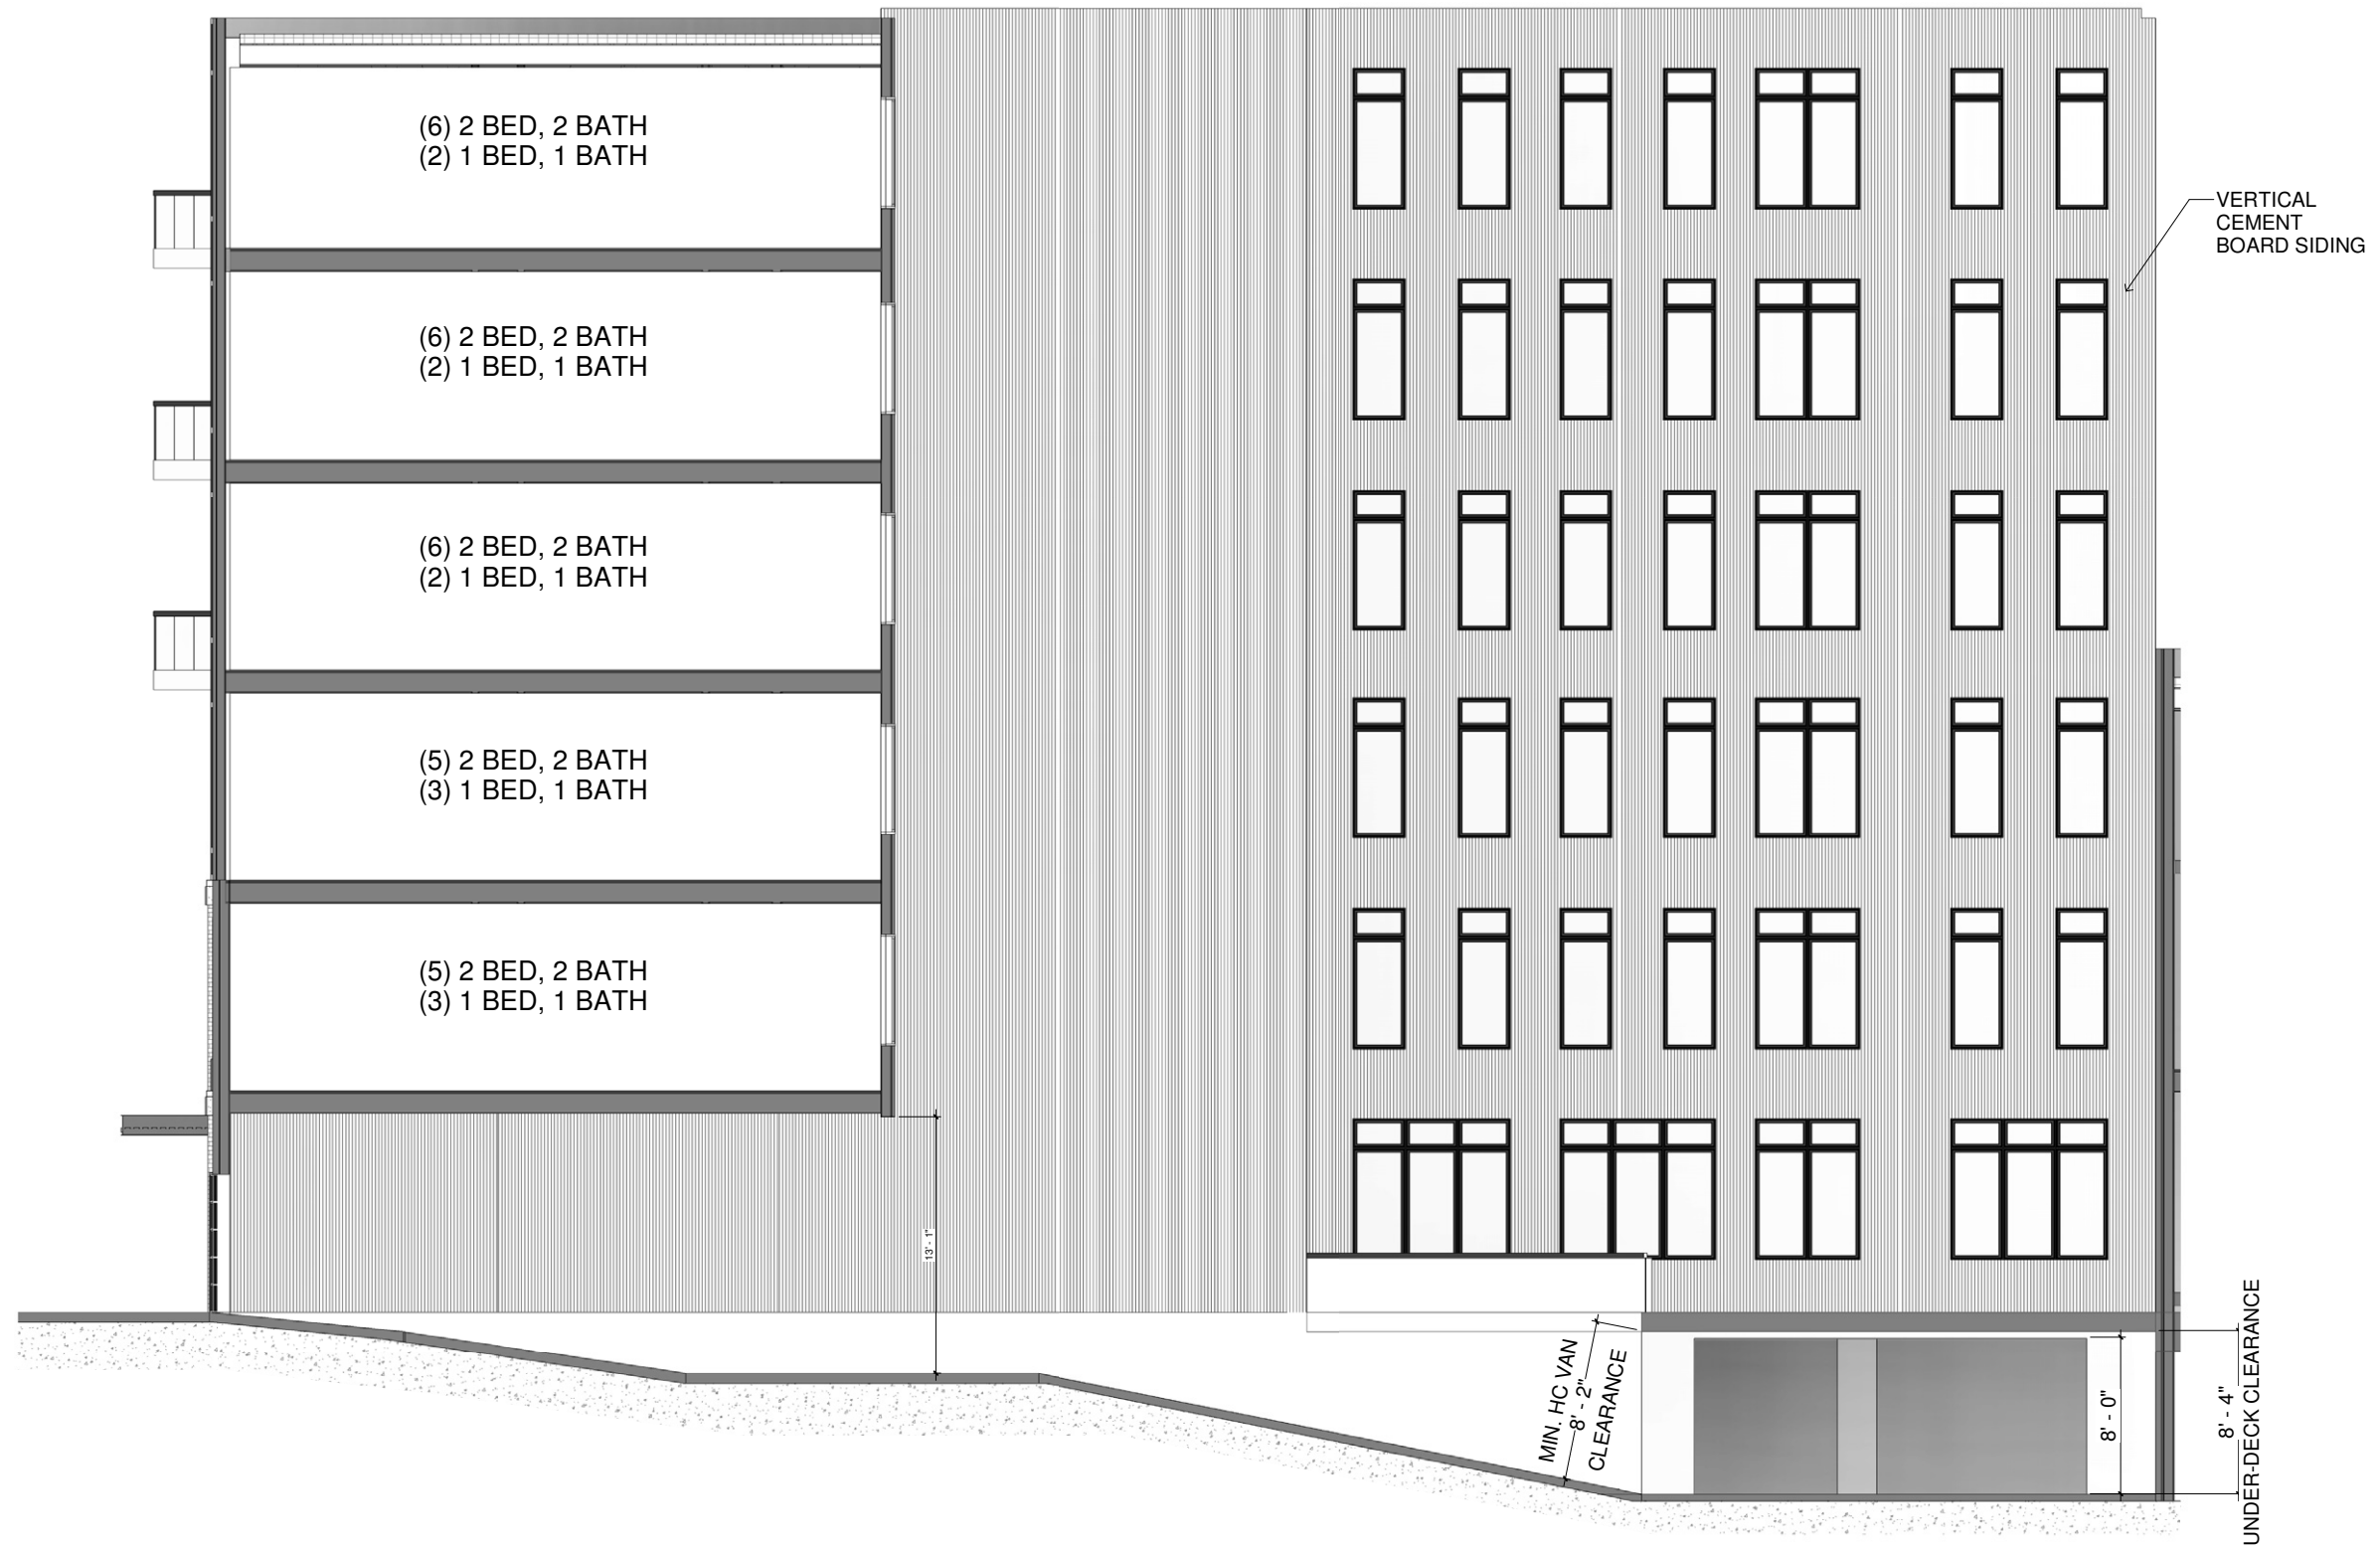 (6) 2 BED, 2 BATH
(2) 1 BED, 1 BATH
VERTICAL
CEMENT
BOARD SIDING
(6) 2 BED, 2 BATH
(2) 1 BED, 1 BATH
(6) 2 BED, 2 BATH
(2) 1 BED, 1 BATH
(5) 2 BED, 2 BATH
(3) 1 BED, 1 BATH
(5) 2 BED, 2 BATH
(3) 1 BED, 1 BATH
13' - 1"
MIN. HC VAN
8' - 2"
CLEARANCE
8' - 0"
8' - 4"
UNDER-DECK CLEARANCE